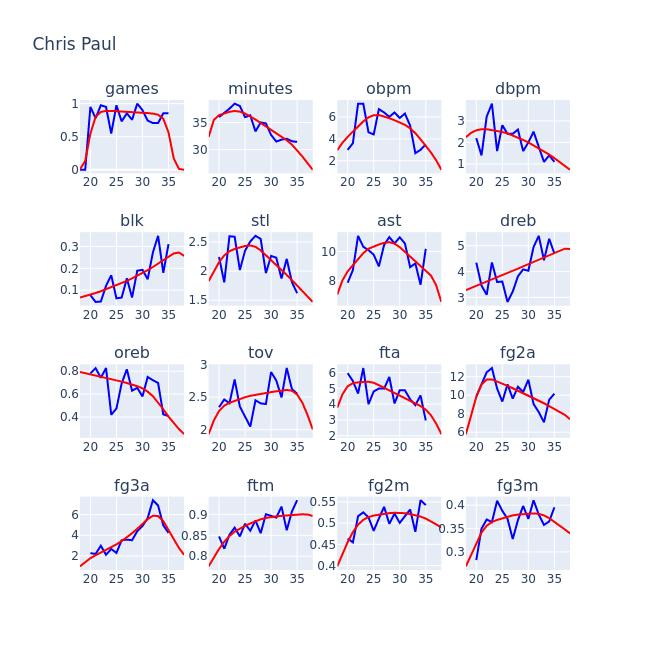 Chris Paul
games minutes obpm dbpm
1 0.5 0
35 30
6 4 2
3 2 1
20 25 30 35 20 25 30 35 20 25 30 35 20 25 30 35
blk stl ast dreb
0.3 0.2 0.1
2.5 2 1.5
10 8
5 4 3
20 25 30 35 20 25 30 35 20 25 30 35 20 25 30 35
oreb tov fta fg2a
0.8 0.6 0.4
3 2.5 2
6 5 4 3 2
12 10 8 6
20 25 30 35 20 25 30 35 20 25 30 35 20 25 30 35
fg3a ftm fg2m fg3m
6 4 2
0.9 0.85 0.8
0.55 0.5 0.45 0.4
0.4 0.35 0.3
20 25 30 35 20 25 30 35 20 25 30 35 20 25 30 35